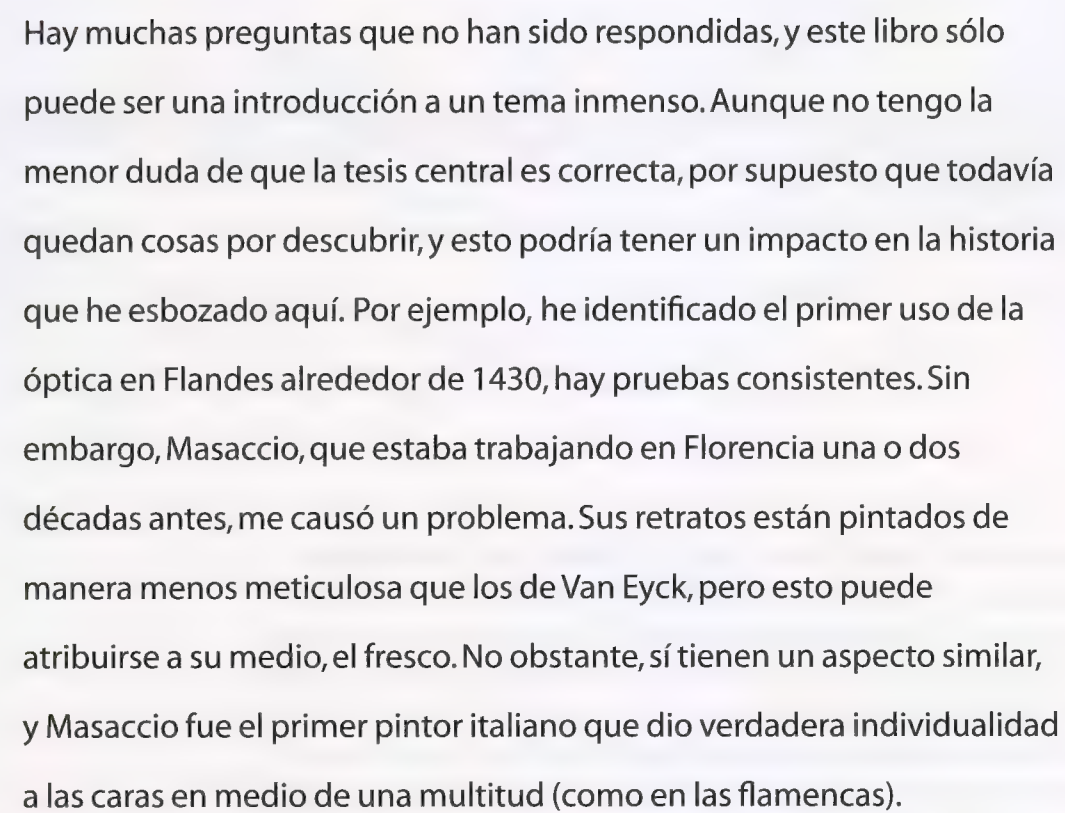 Hay muchas preguntas que no han sido respondidas, y este libro sólo
puede ser una introducción a un tema inmenso. Aunque no tengo la
menor duda de que la tesis central es correcta, por supuesto que todavía
quedan cosas por descubrir, y esto podría tener un impacto en la historia
que he esbozado aquí. Por ejemplo, he identificado el primer uso de la
óptica en Flandes alrededor de 1430, hay pruebas consistentes. Sin
embargo, Masaccio, que estaba trabajando en Florencia una o dos
décadas antes, me causó un problema. Sus retratos están pintados de
manera menos meticulosa que los de Van Eyck, pero esto puede
atribuirse a su medio, el fresco. No obstante, sí tienen un aspecto similar,
y Masaccio fue el primer pintor italiano que dio verdadera individualidad
a las caras en medio de una multitud (como en las flamencas).